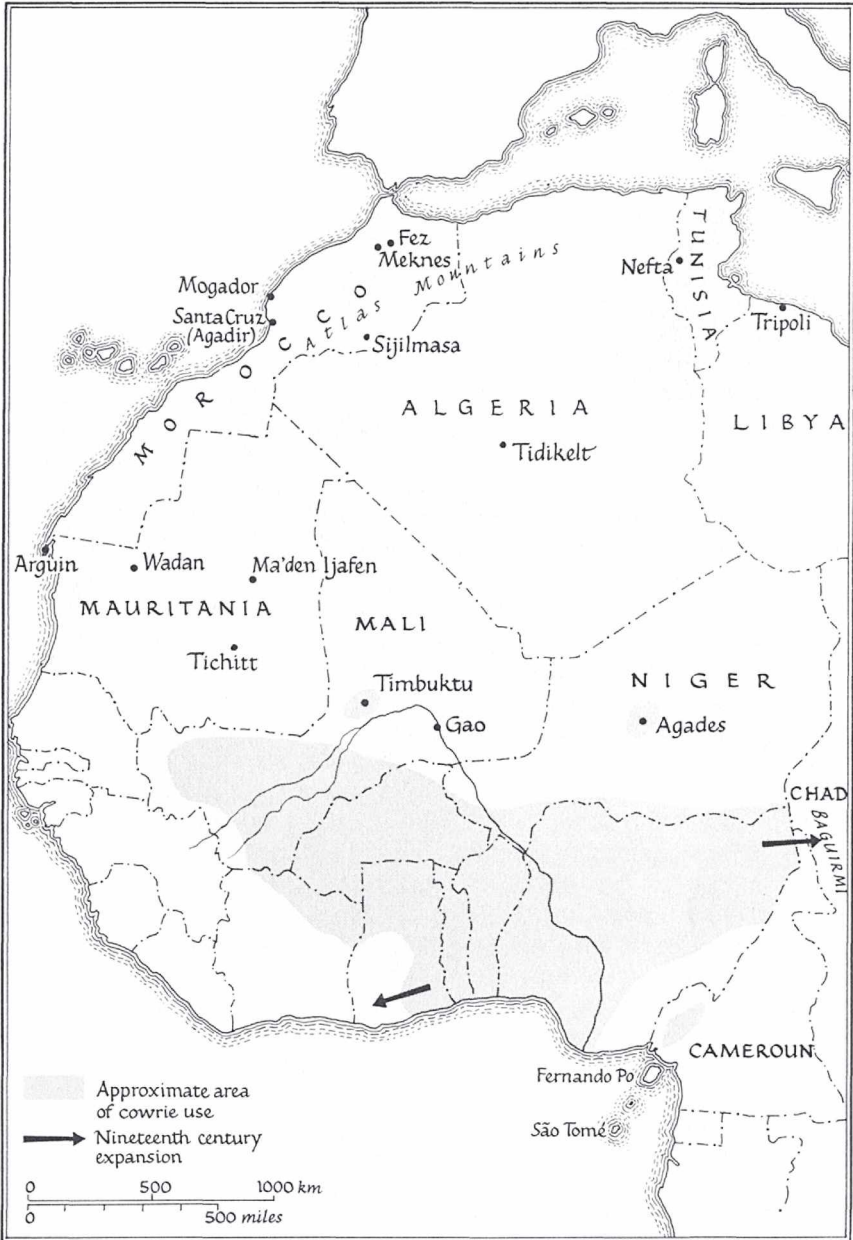 Fez
Meknes
Atlas Mountains
Mogador
Santa Cruz
(Agadir)
Sijilmasa
MOROCCO
Nefta
TUNISIA
Tripoli
ALGERIA
LIBYA
Tidikelt
Arguin
Wadan
Ma'den Ijafen
MAURITANIA
MALI
Tichitt
Timbuktu
Gao
NIGER
Agades
CHAD
BAGUIRMI
CAMEROUN
Fernando Po
São Tomé
Approximate area
of cowrie use
Nineteenth century
expansion
0 500 1000 km
0 500 miles